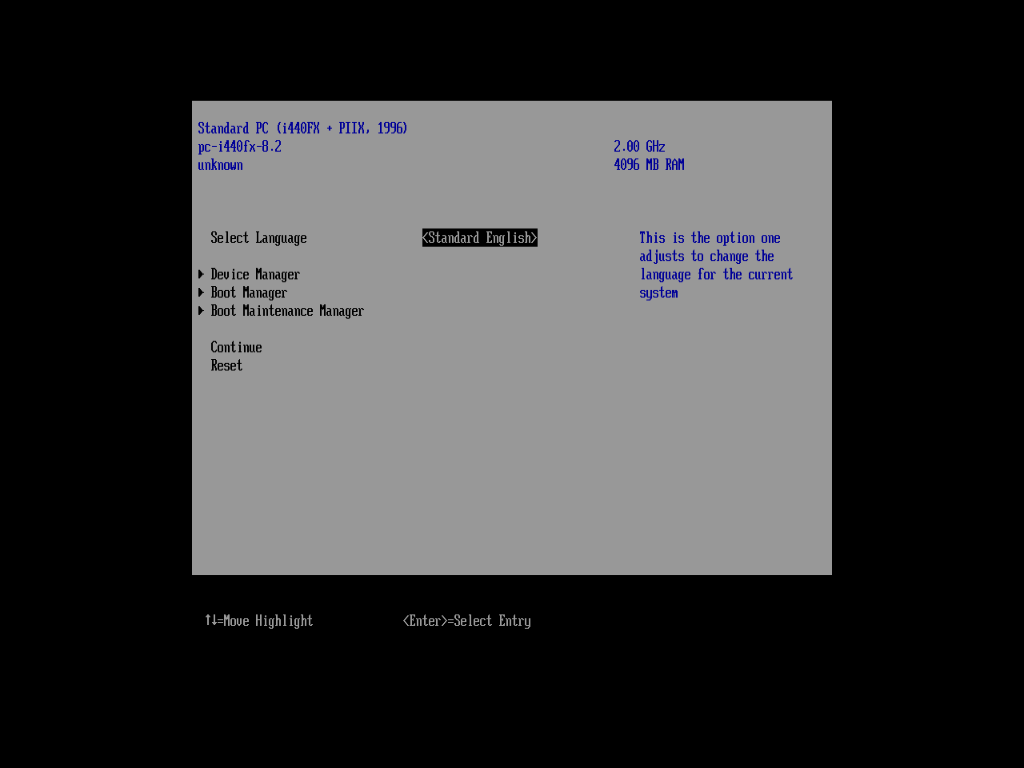 Standard PC (i440FX + PIIX, 1996)
pc-i440fx-8.2 2.00 GHz
unknown 4096 MB RAM
Select Language <Standard English> This is the option one
adjusts to change the
▶ Device Manager language for the current
▶ Boot Manager system
▶ Boot Maintenance Manager
Continue
Reset
↑↓=Move Highlight <Enter>=Select Entry